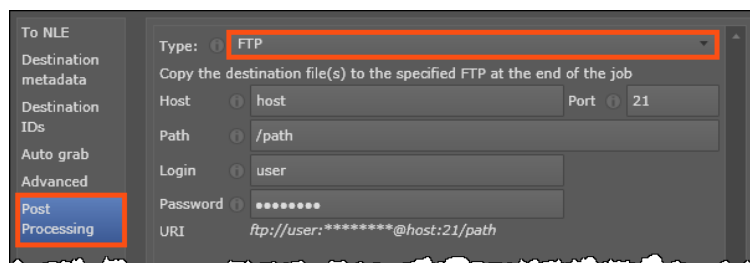 To NLE
Destination
metadata
Destination
IDs
Auto grab
Advanced
Post
Processing
Type: FTP
Copy the destination file(s) to the specified FTP at the end of the job
Host host Port 21
Path /path
Login user
Password ●●●●●●●●
URI ftp://user:********@host:21/path